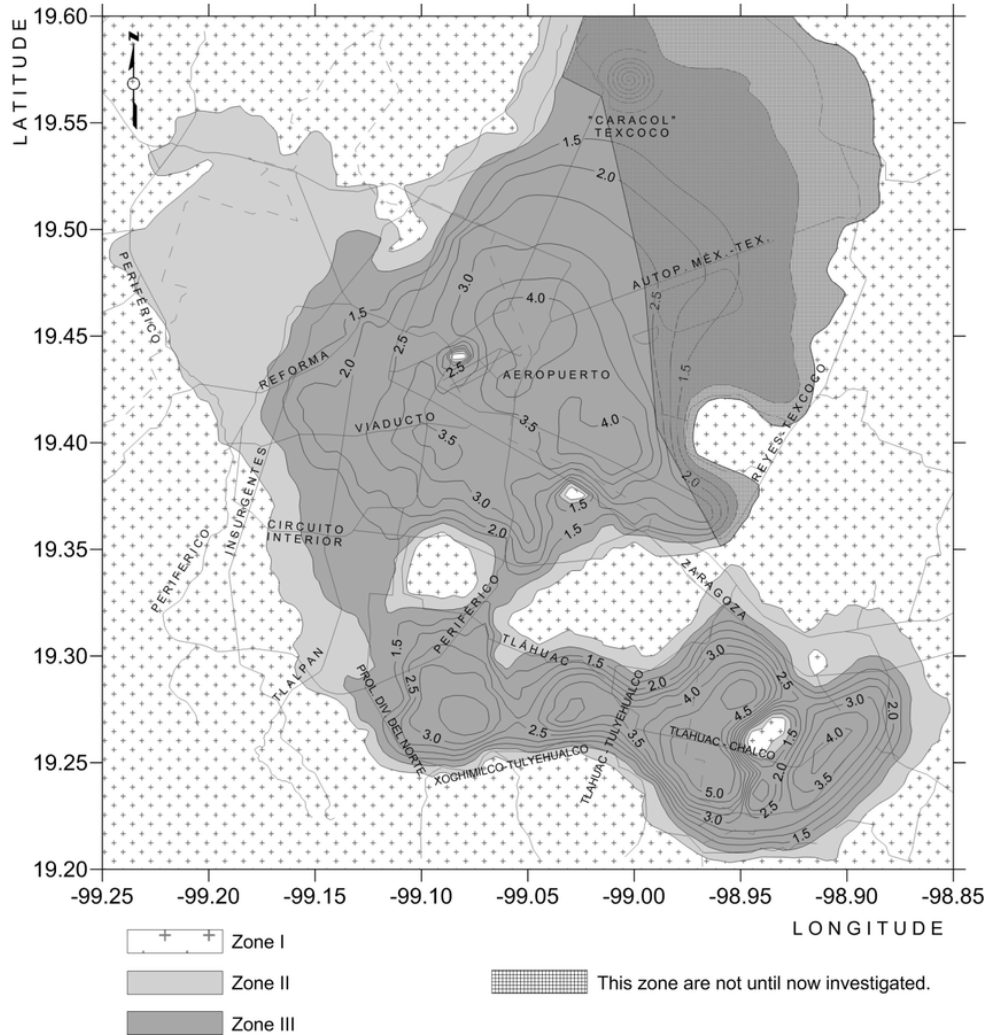 LATITUDE
19.60
19.55
19.50
19.45
19.40
19.35
19.30
19.25
19.20
N
"CARACOL"
TEXCOCO
1.5
2.0
AUTOP. MÉX.-TEX.
3.0
4.0
2.5
PERIFÉRICO
1.5
2.5
2.5
1.5
REFORMA
2.0
AEROPUERTO
VIADUCTO
3.5
4.0
3.5
REYES-TEXCOCO
INSURGENTES
3.0
2.0
1.5
CIRCUITO
INTERIOR
2.0
1.5
PERIFERICO
ZARAGOZA
PERIFÉRICO
TLÁHUAC
1.5
1.5
3.0
TLALPAN
PROL. DIV. DEL NORTE
2.5
2.0
4.0
2.5
3.0
2.0
4.5
TLAHUAC - CHALCO
1.5
4.0
3.0
2.5
3.5
XOCHIMILCO-TULYEHUALCO
TLAHUAC - TULYEHUALCO
2.0
3.5
5.0
2.5
3.0
1.5
-99.25
-99.20
-99.15
-99.10
-99.05
-99.00
-98.95
-98.90
-98.85
LONGITUDE
Zone I
Zone II
This zone are not until now investigated.
Zone III